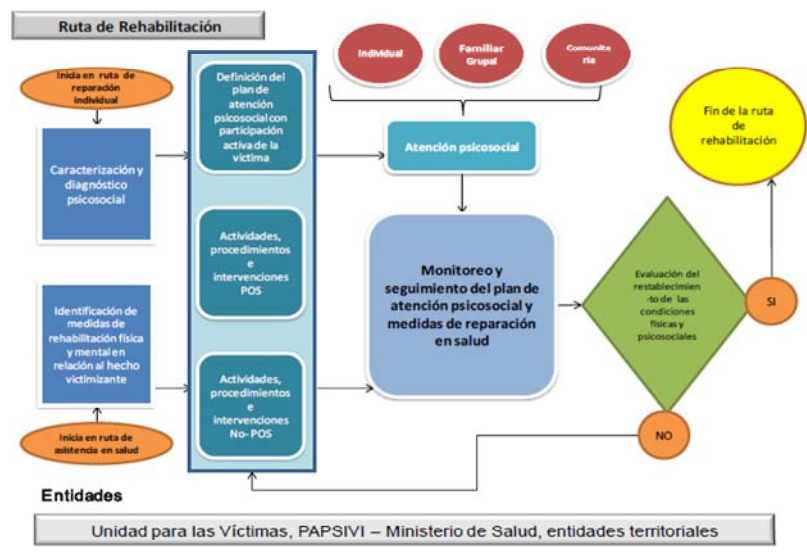 Ruta de Rehabilitación
Individual
Familiar
Grupal
Comunita
ria
Inicia en ruta de
reparación
individual
Caracterización y
diagnóstico
psicosocial
Definición del
plan de
atención
psicosocial con
participación
activa de la
víctima
Atención psicosocial
Fin de la ruta
de
rehabilitación
Actividades,
procedimientos
e
intervenciones
POS
Monitoreo y
seguimiento del plan de
atención psicosocial y
medidas de reparación
en salud
Evaluación del
restablecimien
-to de las
condiciones
físicas y
psicosociales
SI
Identificación de
medidas de
rehabilitación física
y mental en
relación al hecho
victimizante
Actividades,
procedimientos
e
intervenciones
No- POS
NO
Inicia en ruta de
asistencia en salud
Entidades
Unidad para las Víctimas, PAPSIVI – Ministerio de Salud, entidades territoriales